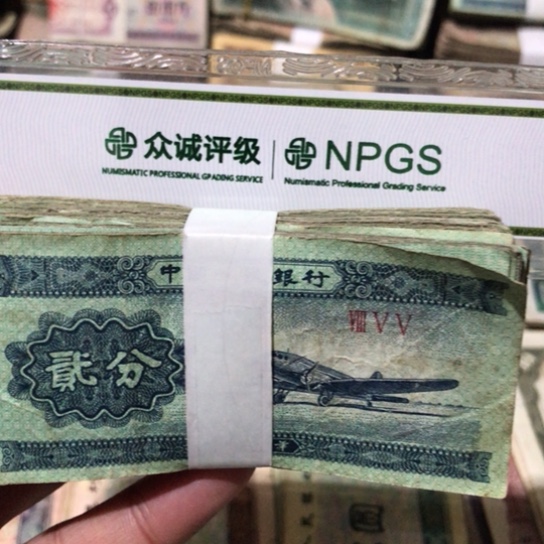 众诚评级 NPGS
NUMISMATIC PROFESSIONAL GRADING SERVICE Numismatic Professional Grading Service
中 银行
VIII V V
贰分